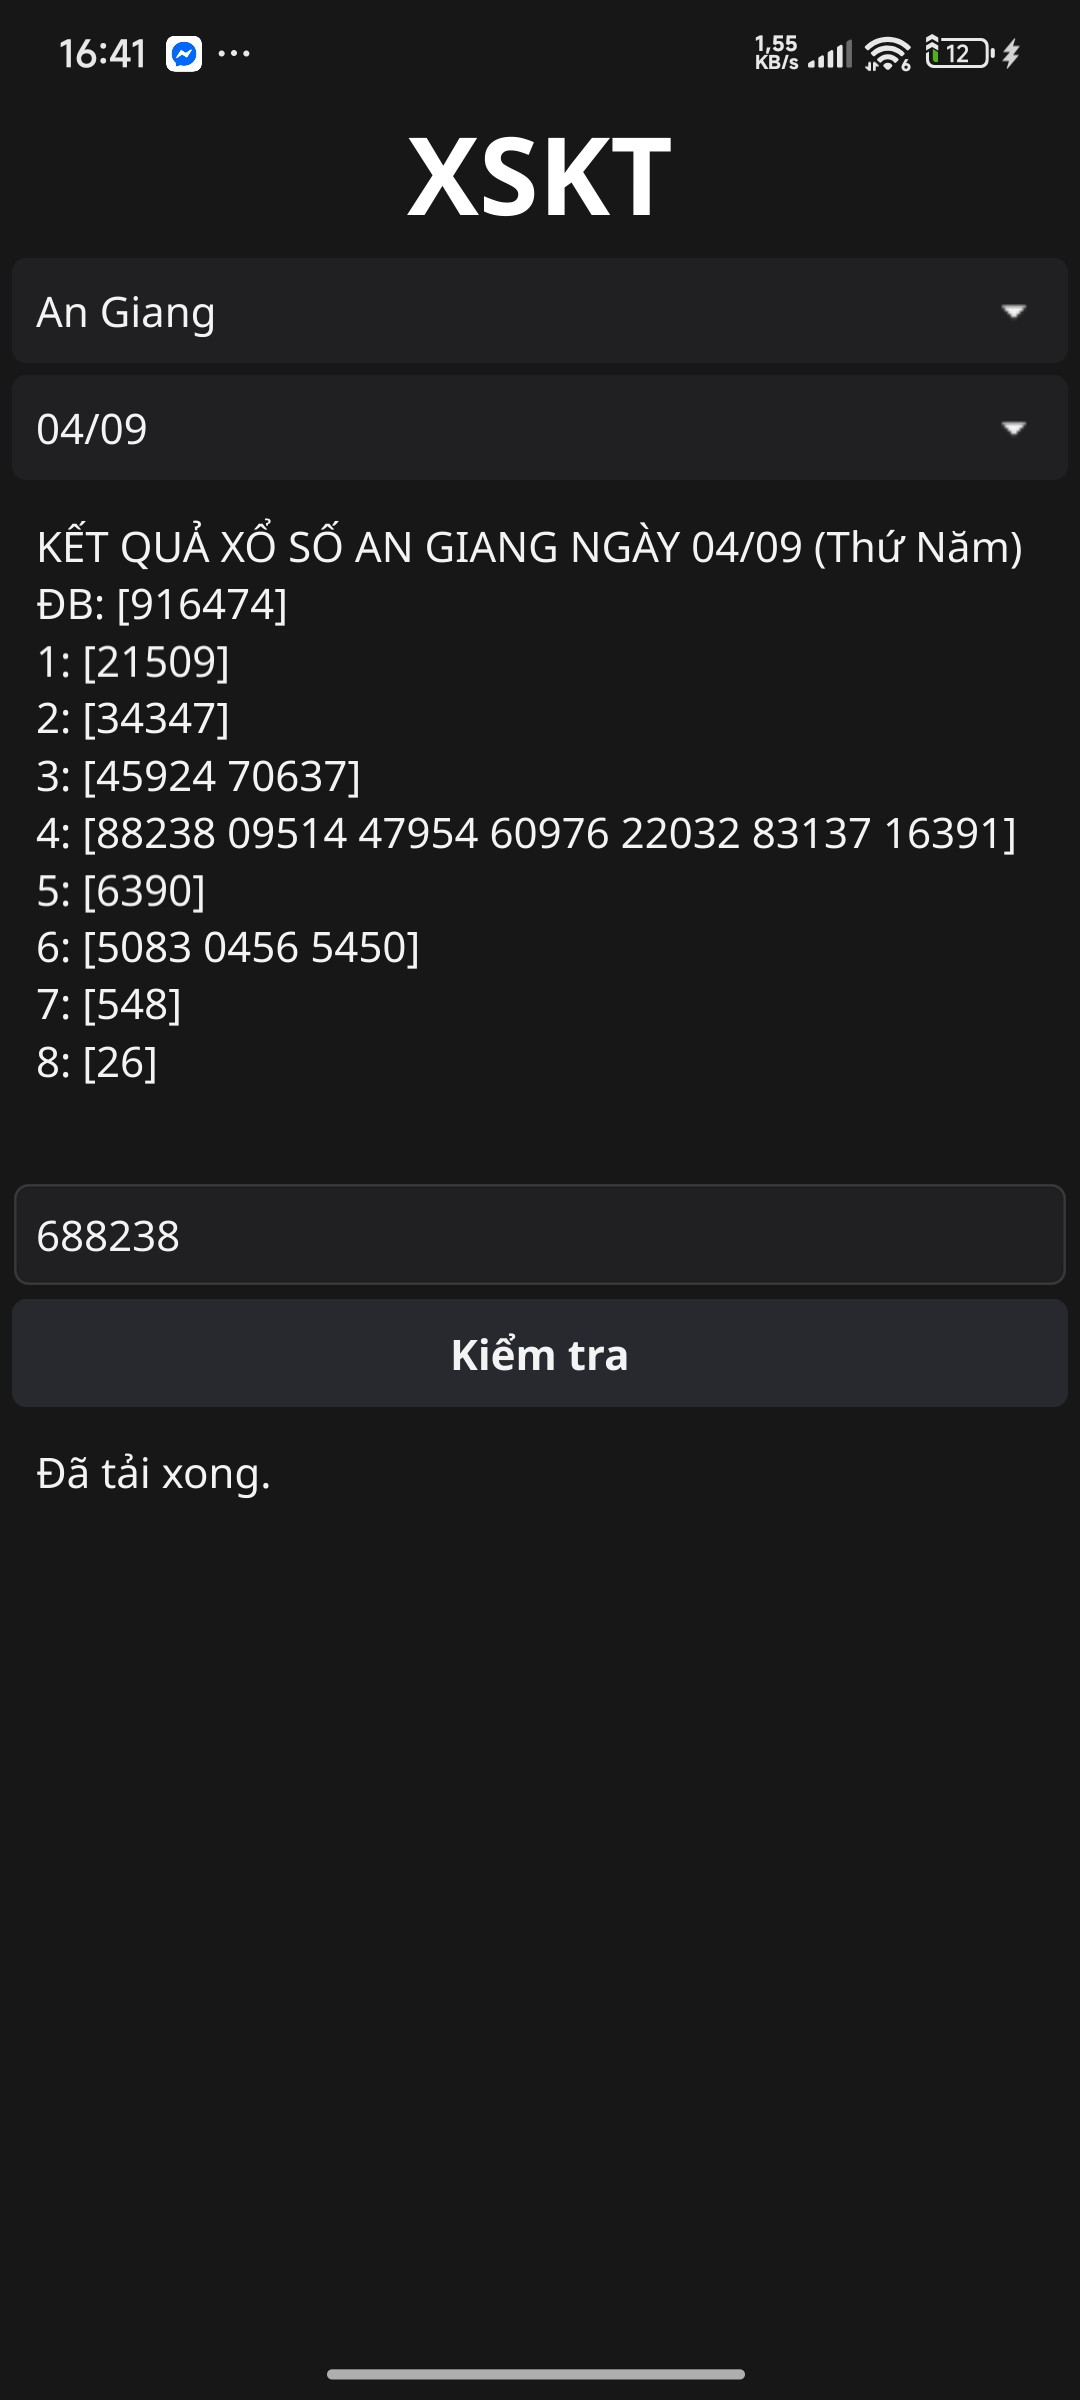 16:41
1,55
KB/s
6
12
XSKT
An Giang
04/09
KẾT QUẢ XỔ SỐ AN GIANG NGÀY 04/09 (Thứ Năm)
ĐB: [916474]
1: [21509]
2: [34347]
3: [45924 70637]
4: [88238 09514 47954 60976 22032 83137 16391]
5: [6390]
6: [5083 0456 5450]
7: [548]
8: [26]
688238
Kiểm tra
Đã tải xong.